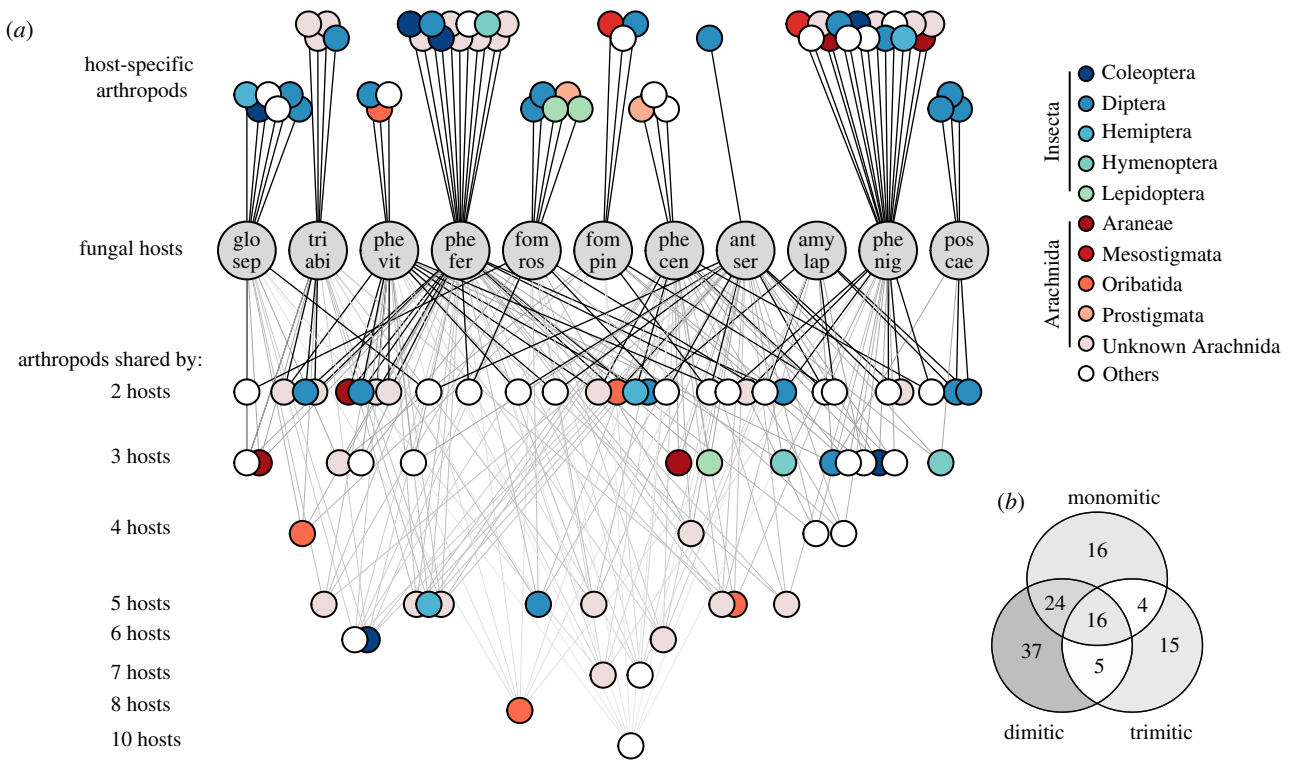 (a)
host-specific
arthropods
fungal hosts
glo
sep
tri
abi
phe
vit
phe
fer
fom
ros
fom
pin
phe
cen
ant
ser
amy
lap
phe
nig
pos
cae
arthropods shared by:
2 hosts
3 hosts
4 hosts
5 hosts
6 hosts
7 hosts
8 hosts
10 hosts
Insecta
Coleoptera
Diptera
Hemiptera
Hymenoptera
Lepidoptera
Arachnida
Araneae
Mesostigmata
Oribatida
Prostigmata
Unknown Arachnida
Others
(b)
monomitic
16
24
4
16
37
15
5
dimitic
trimitic